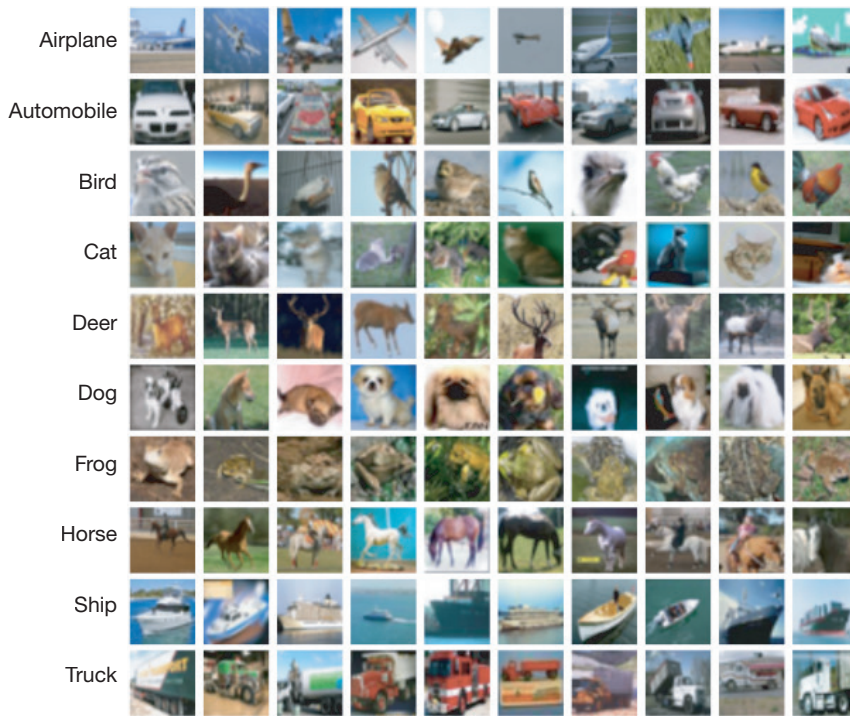 Airplane
Automobile
Bird
Cat
Deer
Dog
Frog
Horse
Ship
Truck